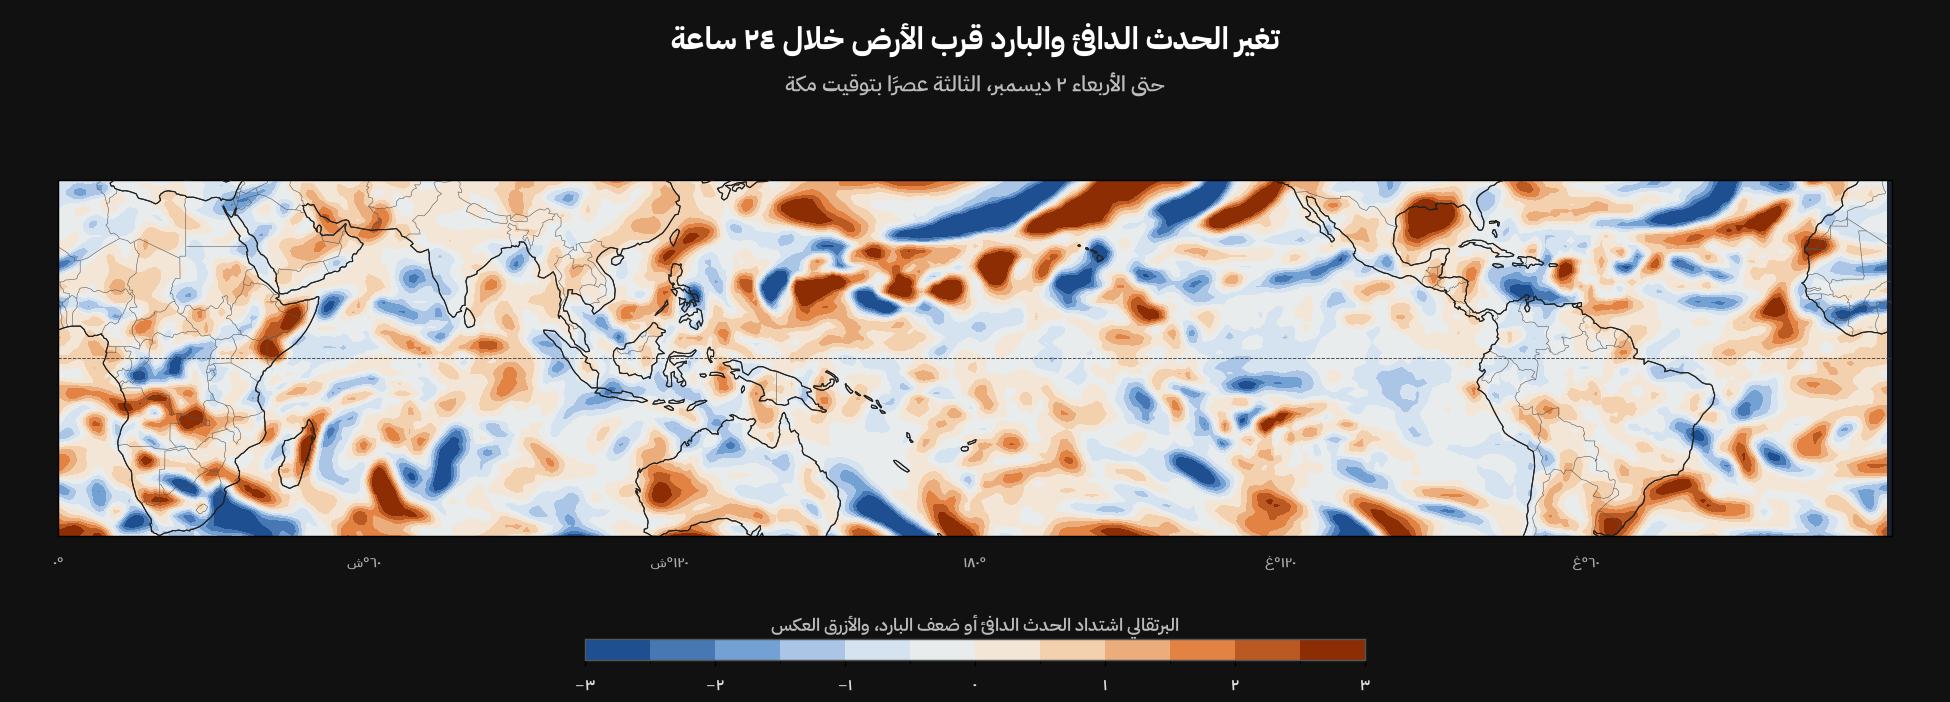 تغير الحدث الدافئ والبارد قرب الأرض خلال ٢٤ ساعة
حتى الأربعاء ٢ ديسمبر، الثالثة عصرًا بتوقيت مكة
٠°
٦٠°ش
١٢٠°ش
١٨٠°
١٢٠°غ
٦٠°غ
البرتقالي اشتداد الحدث الدافئ أو ضعف البارد، والأزرق العكس
−٣
−٢
−١
٠
١
٢
٣